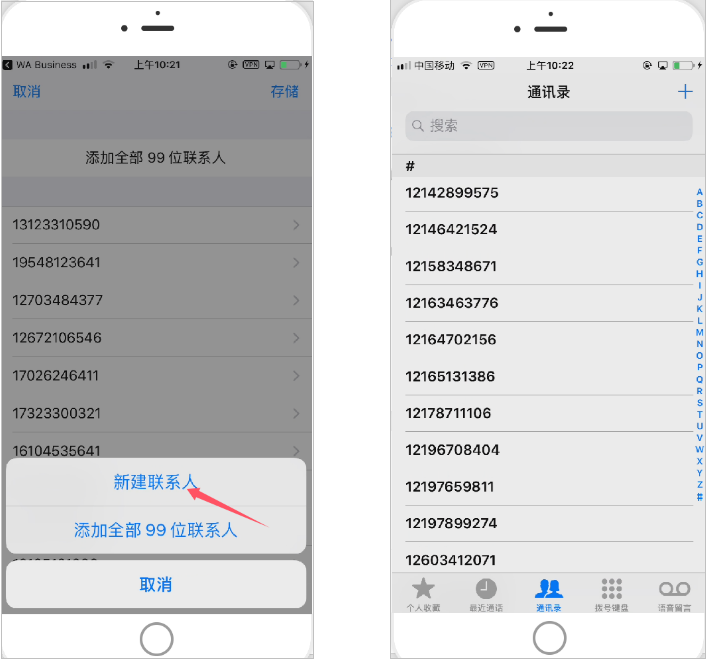 WA Business
上午10:21
VPN
取消
存储
添加全部 99 位联系人
13123310590
19548123641
12703484377
12672106546
17026246411
17323300321
16104535641
新建联系人
添加全部 99 位联系人
取消
中国移动
VPN
上午10:22
通讯录
+
搜索
#
12142899575
12146421524
12158348671
12163463776
12164702156
12165131386
12178711106
12196708404
12197659811
12197899274
12603412071
A
B
C
D
E
F
G
H
I
J
K
L
M
N
O
P
Q
R
S
T
U
V
W
X
Y
Z
#
个人收藏
最近通话
通讯录
拨号键盘
语音留言